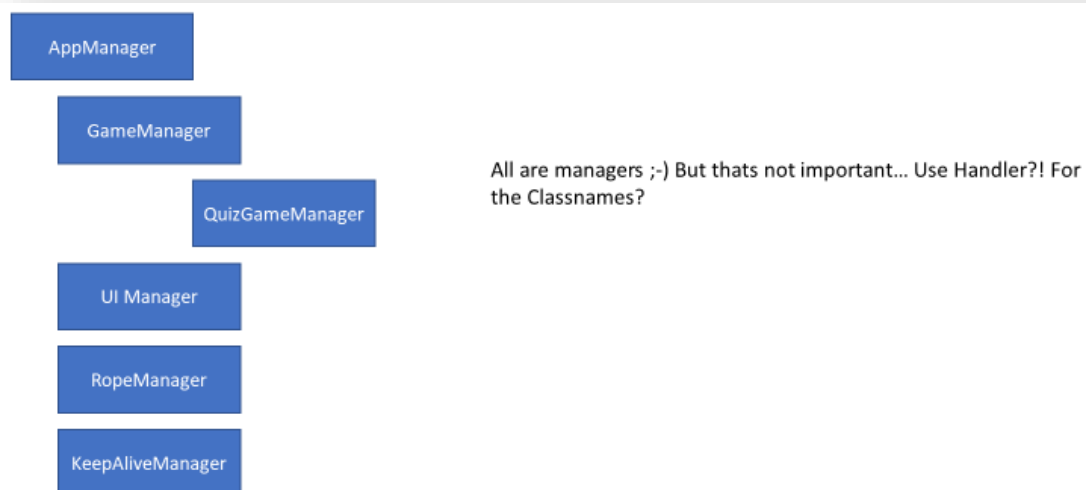 AppManager
GameManager
All are managers ;-) But thats not important... Use Handler?! For
the Classnames?
QuizGameManager
UI Manager
RopeManager
KeepAliveManager